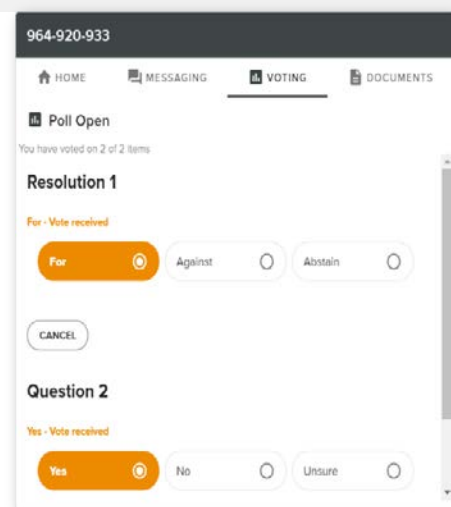 964-920-933
HOME MESSAGING VOTING DOCUMENTS
Poll Open
You have voted on 2 of 2 items
Resolution 1
For - Vote received
For Against Abstain
CANCEL
Question 2
Yes - Vote received
Yes No Unsure